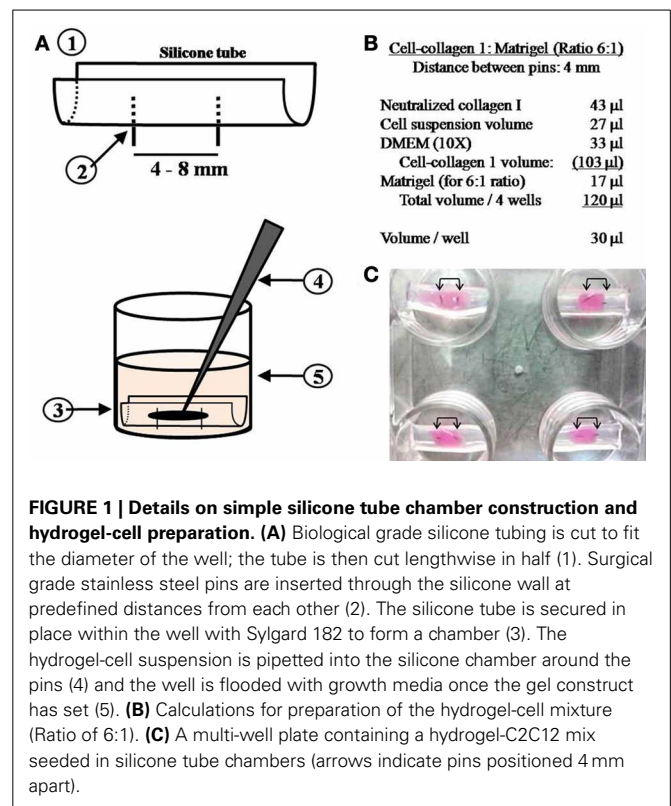 A
1
Silicone tube
2
4 - 8 mm
3
4
5
B
Cell-collagen 1: Matrigel (Ratio 6:1)
Distance between pins: 4 mm
Neutralized collagen I 43 µl
Cell suspension volume 27 µl
DMEM (10X) 33 µl
Cell-collagen 1 volume: (103 µl)
Matrigel (for 6:1 ratio) 17 µl
Total volume / 4 wells 120 µl
Volume / well 30 µl
C
FIGURE 1 | Details on simple silicone tube chamber construction and
hydrogel-cell preparation. (A) Biological grade silicone tubing is cut to fit
the diameter of the well; the tube is then cut lengthwise in half (1). Surgical
grade stainless steel pins are inserted through the silicone wall at
predefined distances from each other (2). The silicone tube is secured in
place within the well with Sylgard 182 to form a chamber (3). The
hydrogel-cell suspension is pipetted into the silicone chamber around the
pins (4) and the well is flooded with growth media once the gel construct
has set (5). (B) Calculations for preparation of the hydrogel-cell mixture
(Ratio of 6:1). (C) A multi-well plate containing a hydrogel-C2C12 mix
seeded in silicone tube chambers (arrows indicate pins positioned 4 mm
apart).